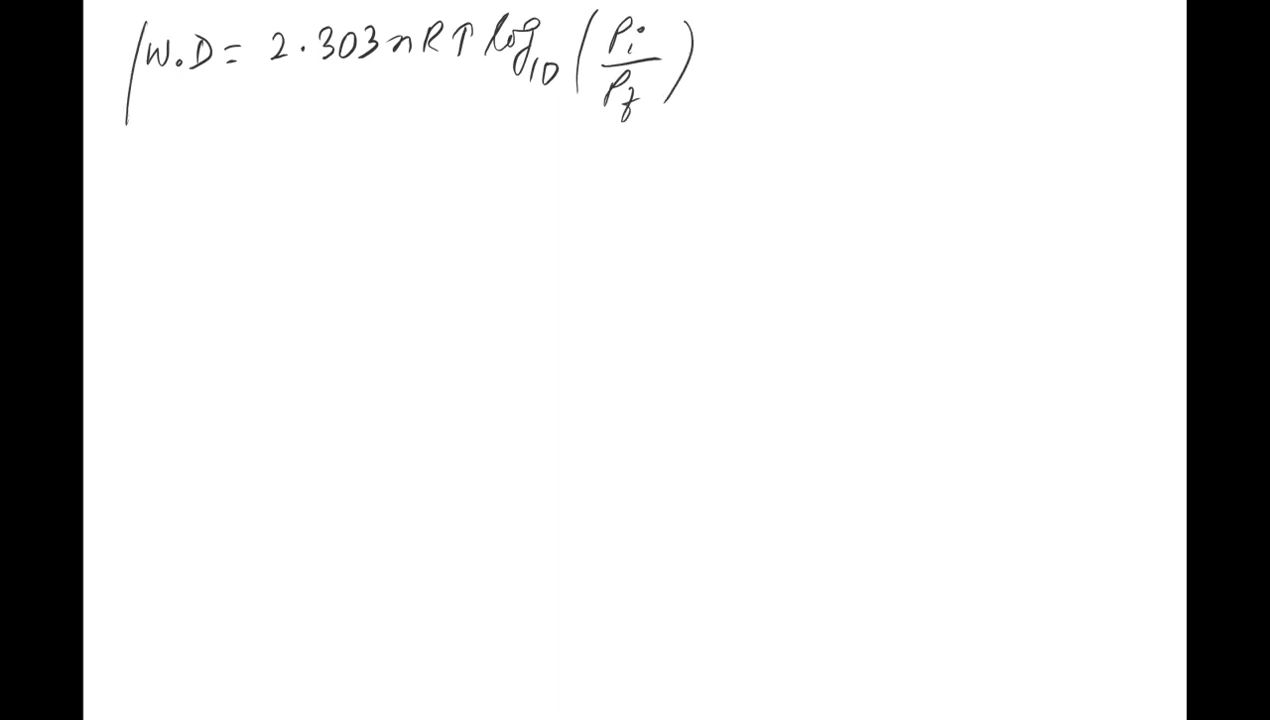 W.D = 2.303 nRT log10 (Pi/Pf)